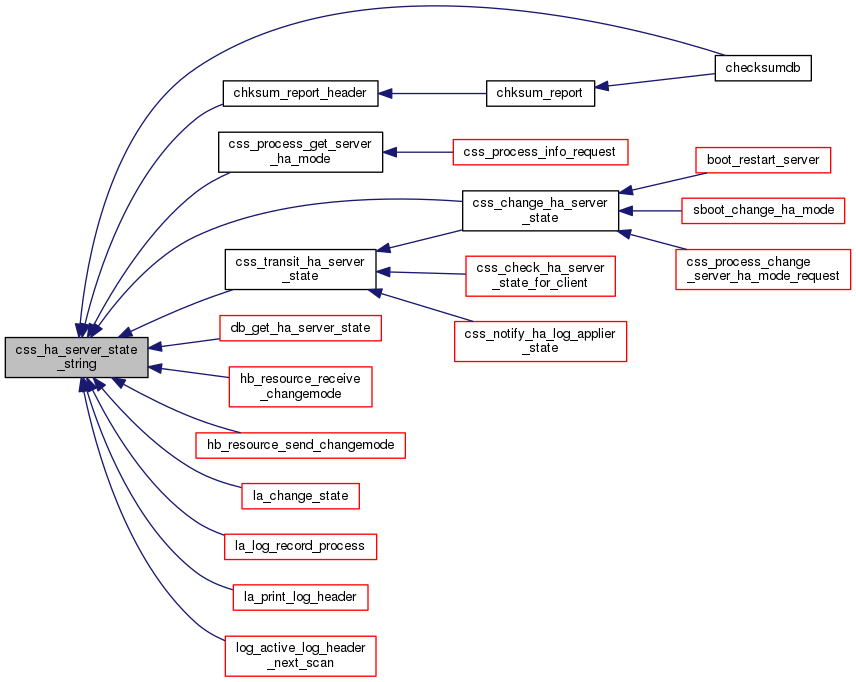 checksumdb
chksum_report_header
chksum_report
css_process_get_server
_ha_mode
css_process_info_request
boot_restart_server
css_change_ha_server
_state
sboot_change_ha_mode
css_process_change
_server_ha_mode_request
css_transit_ha_server
_state
css_check_ha_server
_state_for_client
css_notify_ha_log_applier
_state
css_ha_server_state
_string
db_get_ha_server_state
hb_resource_receive
_changemode
hb_resource_send_changemode
la_change_state
la_log_record_process
la_print_log_header
log_active_log_header
_next_scan